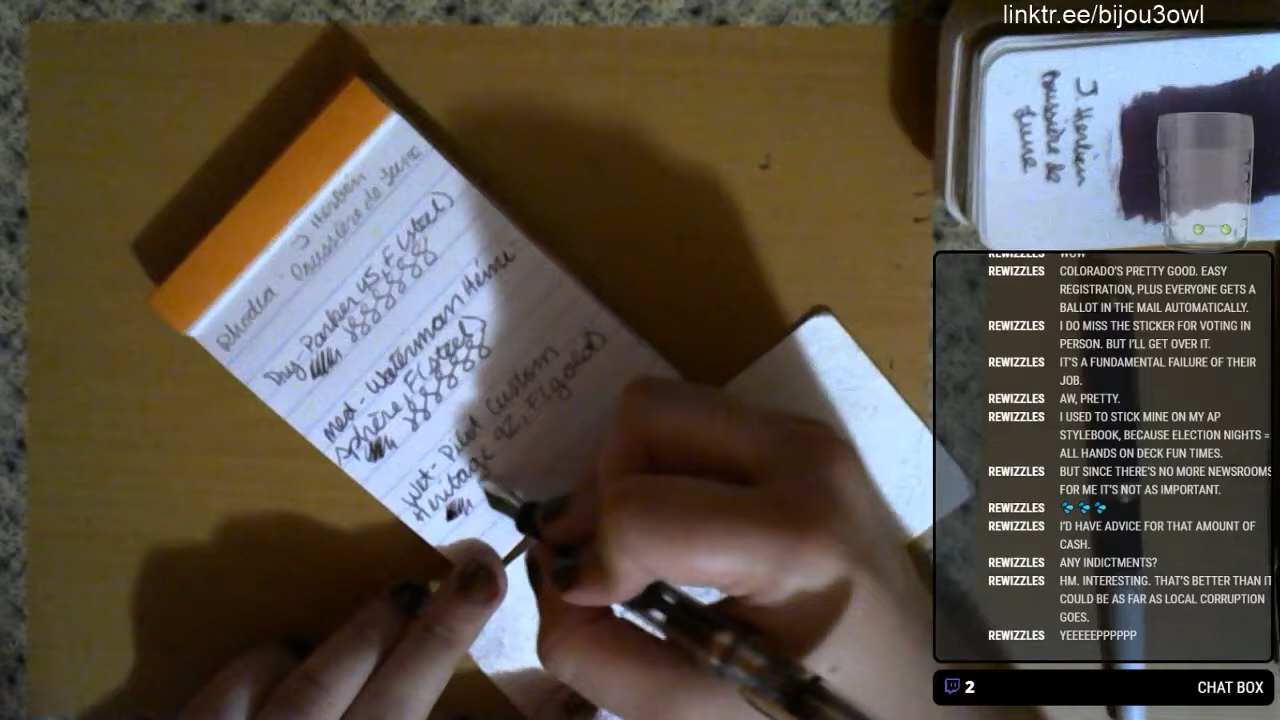 linktr.ee/bijou3owl
J. Herbin
Poussière de
Lune
Rhodia - J Herbin
Poussière de Lune
Dry - Parker VS. F (steel)
Med - Waterman Hémi-
sphère, F (steel)
Wet - Pilot Custom
Heritage 92, F (gold)
REWIZZLES WOW
REWIZZLES COLORADO'S PRETTY GOOD. EASY
REGISTRATION, PLUS EVERYONE GETS A
BALLOT IN THE MAIL AUTOMATICALLY.
REWIZZLES I DO MISS THE STICKER FOR VOTING IN
PERSON. BUT I'LL GET OVER IT.
REWIZZLES IT'S A FUNDAMENTAL FAILURE OF THEIR
JOB.
REWIZZLES AW, PRETTY.
REWIZZLES I USED TO STICK MINE ON MY AP
STYLEBOOK, BECAUSE ELECTION NIGHTS =
ALL HANDS ON DECK FUN TIMES.
REWIZZLES BUT SINCE THERE'S NO MORE NEWSROOMS
FOR ME IT'S NOT AS IMPORTANT.
REWIZZLES
REWIZZLES I'D HAVE ADVICE FOR THAT AMOUNT OF
CASH.
REWIZZLES ANY INDICTMENTS?
REWIZZLES HM. INTERESTING. THAT'S BETTER THAN IT
COULD BE AS FAR AS LOCAL CORRUPTION
GOES.
REWIZZLES YEEEEEPPPPPP
2 CHAT BOX